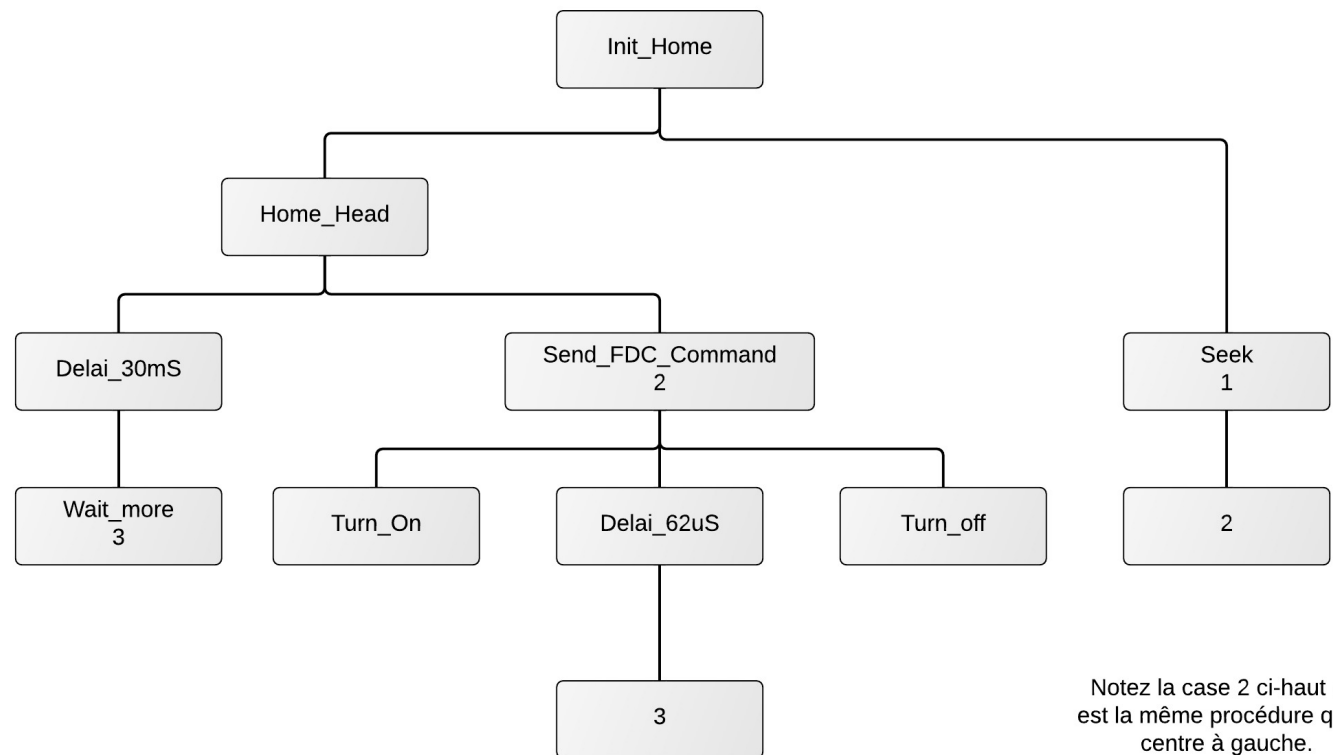 Init_Home
Home_Head
Delai_30mS
Send_FDC_Command
2
Seek
1
Wait_more
3
Turn_On
Delai_62uS
Turn_off
2
3
Notez la case 2 ci-haut
est la même procédure q
centre à gauche.